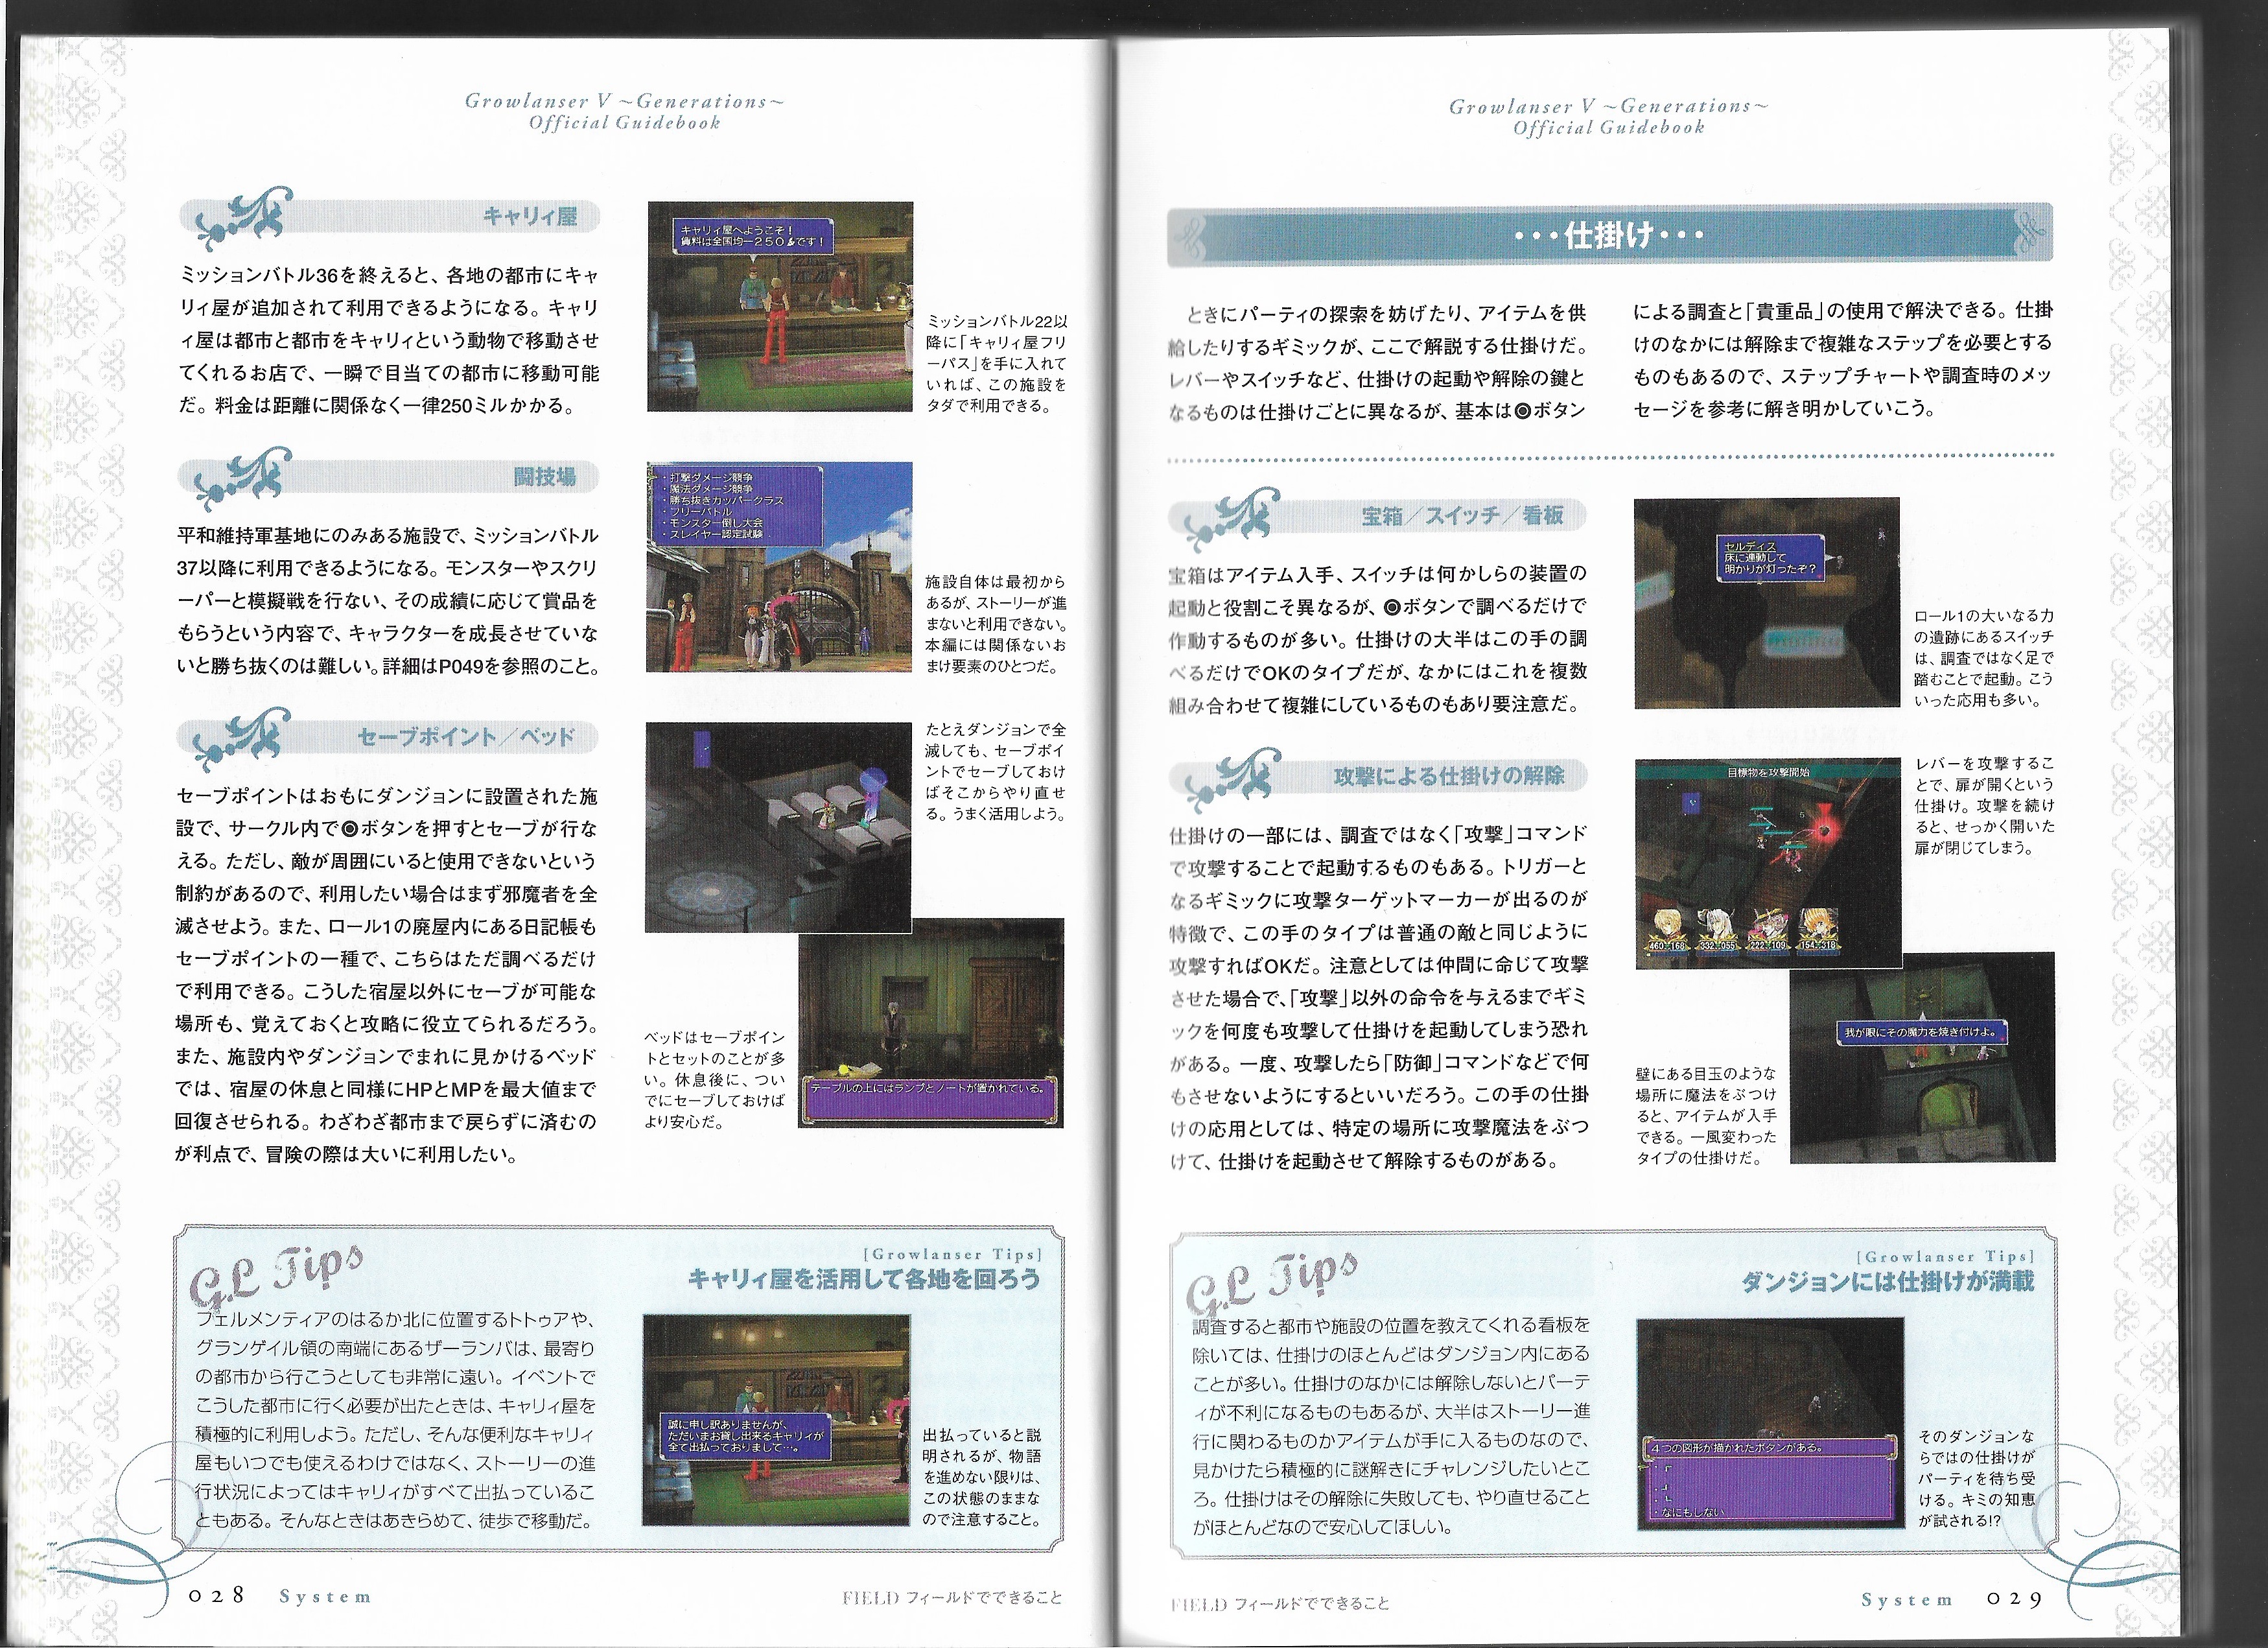 Growlanser V ～Generations～
Official Guidebook
キャリィ屋
ミッションバトル36を終えると、各地の都市にキャ
リィ屋が追加されて利用できるようになる。キャリ
ィ屋は都市と都市をキャリィという動物で移動させ
てくれるお店で、一瞬で目当ての都市に移動可能
だ。料金は距離に関係なく一律250ミルかかる。
キャリィ屋へようこそ！
賃料は全国均一250ミルです！
ミッションバトル22以
降に「キャリィ屋フリ
ーパス」を手に入れて
いれば、この施設を
タダで利用できる。
闘技場
平和維持軍基地にのみある施設で、ミッションバトル
37以降に利用できるようになる。モンスターやスクリ
ーパーと模擬戦を行ない、その成績に応じて賞品を
もらうという内容で、キャラクターを成長させていな
いと勝ち抜くのは難しい。詳細はP049を参照のこと。
・打撃ダメージ競争
・魔法ダメージ競争
・勝ち抜きカッパークラス
・フリーバトル
・モンスター倒し大会
・スレイヤー認定試験
施設自体は最初から
あるが、ストーリーが進
まないと利用できない。
本編には関係ないお
まけ要素のひとつだ。
セーブポイント／ベッド
セーブポイントはおもにダンジョンに設置された施
設で、サークル内で◎ボタンを押すとセーブが行な
える。ただし、敵が周囲にいると使用できないという
制約があるので、利用したい場合はまず邪魔者を全
滅させよう。また、ロール1の廃屋内にある日記帳も
セーブポイントの一種で、こちらはただ調べるだけ
で利用できる。こうした宿屋以外にセーブが可能な
場所も、覚えておくと攻略に役立てられるだろう。
また、施設内やダンジョンでまれに見かけるベッド
では、宿屋の休息と同様にHPとMPを最大値まで
回復させられる。わざわざ都市まで戻らずに済むの
が利点で、冒険の際は大いに利用したい。
たとえダンジョンで全
滅しても、セーブポイ
ントでセーブしておけ
ばそこからやり直せ
る。うまく活用しよう。
テーブルの上にはランプとノートが置かれている。
ベッドはセーブポイン
トとセットのことが多
い。休息後に、つい
でにセーブしておけば
より安心だ。
G.L Tips
[Growlanser Tips]
キャリィ屋を活用して各地を回ろう
フェルメンティアのはるか北に位置するトトゥアや、
グランゲイル領の南端にあるザーランバは、最寄り
の都市から行こうとしても非常に遠い。イベントで
こうした都市に行く必要が出たときは、キャリィ屋を
積極的に利用しよう。ただし、そんな便利なキャリィ
屋もいつでも使えるわけではなく、ストーリーの進
行状況によってはキャリィがすべて出払っているこ
ともある。そんなときはあきらめて、徒歩で移動だ。
誠に申し訳ありませんが、
ただいまお貸し出来るキャリィが
全て出払っておりまして…。
出払っていると説
明されるが、物語
を進めない限りは、
この状態のままな
ので注意すること。
028 System
FIELD フィールドでできること
Growlanser V ～Generations～
Official Guidebook
・・・仕掛け・・・
ときにパーティの探索を妨げたり、アイテムを供
給したりするギミックが、ここで解説する仕掛けだ。
レバーやスイッチなど、仕掛けの起動や解除の鍵と
なるものは仕掛けごとに異なるが、基本は◎ボタン
による調査と「貴重品」の使用で解決できる。仕掛
けのなかには解除まで複雑なステップを必要とする
ものもあるので、ステップチャートや調査時のメッ
セージを参考に解き明かしていこう。
宝箱／スイッチ／看板
宝箱はアイテム入手、スイッチは何かしらの装置の
起動と役割こそ異なるが、◎ボタンで調べるだけで
作動するものが多い。仕掛けの大半はこの手の調
べるだけでOKのタイプだが、なかにはこれを複数
組み合わせて複雑にしているものもあり要注意だ。
セルディス
床に連動して
明かりが灯ったぞ？
ロール1の大いなる力
の遺跡にあるスイッチ
は、調査ではなく足で
踏むことで起動。こう
いった応用も多い。
攻撃による仕掛けの解除
仕掛けの一部には、調査ではなく「攻撃」コマンド
で攻撃することで起動するものもある。トリガーと
なるギミックに攻撃ターゲットマーカーが出るのが
特徴で、この手のタイプは普通の敵と同じように
攻撃すればOKだ。注意としては仲間に命じて攻撃
させた場合で、「攻撃」以外の命令を与えるまでギミ
ックを何度も攻撃して仕掛けを起動してしまう恐れ
がある。一度、攻撃したら「防御」コマンドなどで何
もさせないようにするといいだろう。この手の仕掛
けの応用としては、特定の場所に攻撃魔法をぶつ
けて、仕掛けを起動させて解除するものがある。
目標物を攻撃開始
レバーを攻撃するこ
とで、扉が開くという
仕掛け。攻撃を続け
ると、せっかく開いた
扉が閉じてしまう。
我が眼にその魔力を焼き付けよ。
壁にある目玉のような
場所に魔法をぶつけ
ると、アイテムが入手
できる。一風変わった
タイプの仕掛けだ。
G.L Tips
[Growlanser Tips]
ダンジョンには仕掛けが満載
調査すると都市や施設の位置を教えてくれる看板を
除いては、仕掛けのほとんどはダンジョン内にある
ことが多い。仕掛けのなかには解除しないとパーテ
ィが不利になるものもあるが、大半はストーリー進
行に関わるものかアイテムが手に入るものなので、
見かけたら積極的に謎解きにチャレンジしたいとこ
ろ。仕掛けはその解除に失敗しても、やり直せること
がほとんどなので安心してほしい。
4つの図形が描かれたボタンがある。
・なにもしない
そのダンジョンな
らではの仕掛けが
パーティを待ち受
ける。キミの知恵
が試される!?
FIELD フィールドでできること
System 029